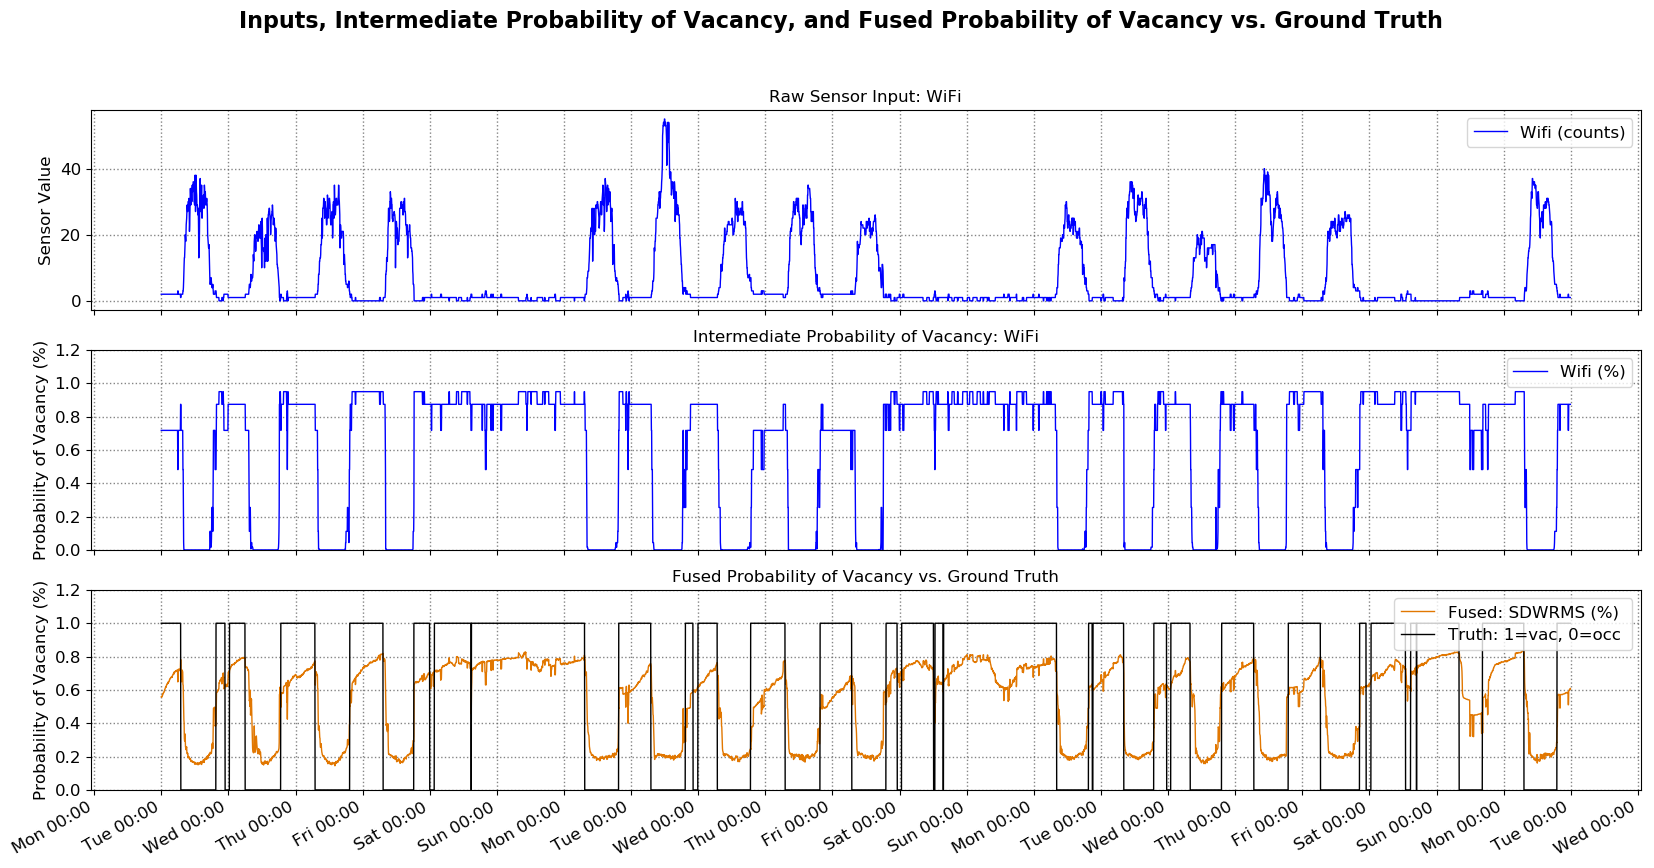 Inputs, Intermediate Probability of Vacancy, and Fused Probability of Vacancy vs. Ground Truth
Raw Sensor Input: WiFi
Sensor Value
40
20
0
Wifi (counts)
Intermediate Probability of Vacancy: WiFi
Probability of Vacancy (%)
1.2
1.0
0.8
0.6
0.4
0.2
0.0
Wifi (%)
Fused Probability of Vacancy vs. Ground Truth
Probability of Vacancy (%)
1.2
1.0
0.8
0.6
0.4
0.2
0.0
Fused: SDWRMS (%)
Truth: 1=vac, 0=occ
Mon 00:00
Tue 00:00
Wed 00:00
Thu 00:00
Fri 00:00
Sat 00:00
Sun 00:00
Mon 00:00
Tue 00:00
Wed 00:00
Thu 00:00
Fri 00:00
Sat 00:00
Sun 00:00
Mon 00:00
Tue 00:00
Wed 00:00
Thu 00:00
Fri 00:00
Sat 00:00
Sun 00:00
Mon 00:00
Tue 00:00
Wed 00:00